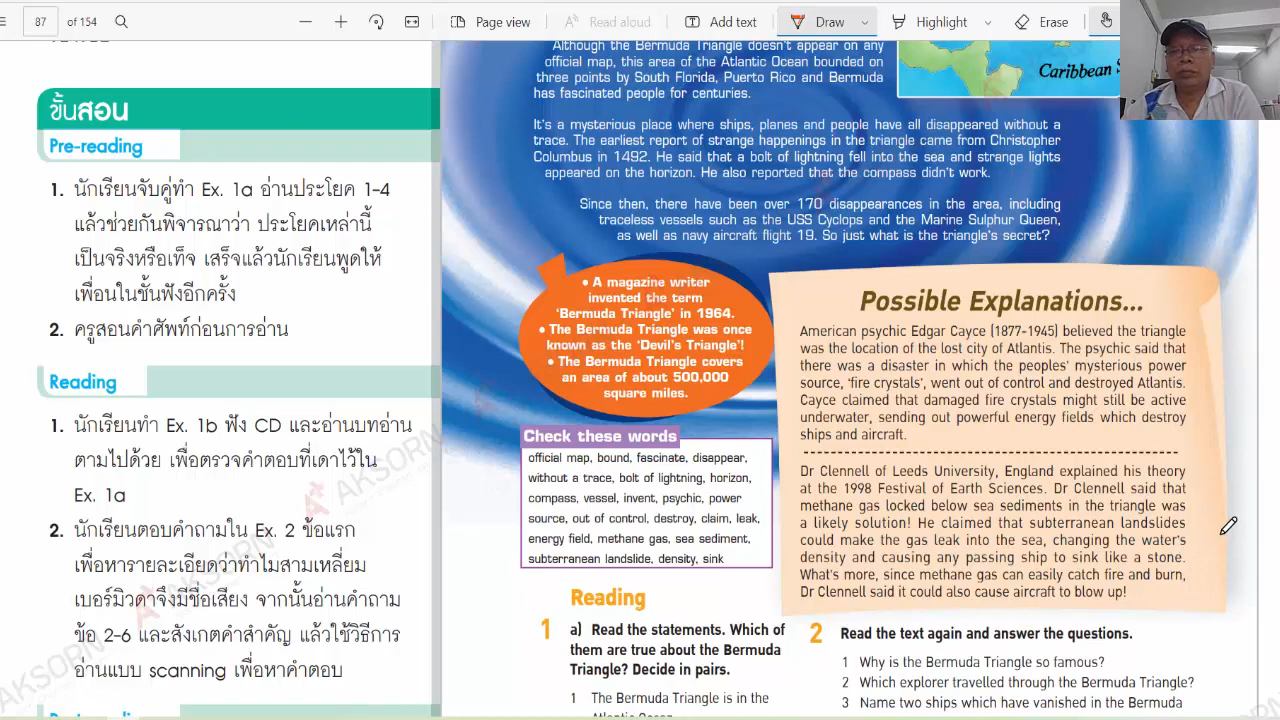 87
of 154
Page view
Read aloud
Add text
Draw
Highlight
Erase
ขั้นสอน
Pre-reading
1. นักเรียนจับคู่ทำ Ex. 1a อ่านประโยค 1-4
แล้วช่วยกันพิจารณาว่า ประโยคเหล่านี้
เป็นจริงหรือเท็จ เสร็จแล้วนักเรียนพูดให้
เพื่อนในชั้นฟังอีกครั้ง
2. ครูสอนคำศัพท์ก่อนการอ่าน
Reading
1. นักเรียนทำ Ex. 1b ฟัง CD และอ่านบทอ่าน
ตามไปด้วย เพื่อตรวจคำตอบที่เดาไว้ใน
Ex. 1a
2. นักเรียนตอบคำถามใน Ex. 2 ข้อแรก
เพื่อหารายละเอียดว่าทำไมสามเหลี่ยม
เบอร์มิวดาจึงมีชื่อเสียง จากนั้นอ่านคำถาม
ข้อ 2-6 และสังเกตคำสำคัญ แล้วใช้วิธีการ
อ่านแบบ scanning เพื่อหาคำตอบ
AKSORN
AKSORN
AKSORN
Although the Bermuda Triangle doesn't appear on any
official map, this area of the Atlantic Ocean bounded on
three points by South Florida, Puerto Rico and Bermuda
has fascinated people for centuries.
Caribbean S
It's a mysterious place where ships, planes and people have all disappeared without a
trace. The earliest report of strange happenings in the triangle came from Christopher
Columbus in 1492. He said that a bolt of lightning fell into the sea and strange lights
appeared on the horizon. He also reported that the compass didn't work.
Since then, there have been over 170 disappearances in the area, including
traceless vessels such as the USS Cyclops and the Marine Sulphur Queen,
as well as navy aircraft flight 19. So just what is the triangle's secret?
• A magazine writer
invented the term
'Bermuda Triangle' in 1964.
• The Bermuda Triangle was once
known as the 'Devil's Triangle'!
• The Bermuda Triangle covers
an area of about 500,000
square miles.
Check these words
official map, bound, fascinate, disappear,
without a trace, bolt of lightning, horizon,
compass, vessel, invent, psychic, power
source, out of control, destroy, claim, leak,
energy field, methane gas, sea sediment,
subterranean landslide, density, sink
Possible Explanations...
American psychic Edgar Cayce (1877-1945) believed the triangle
was the location of the lost city of Atlantis. The psychic said that
there was a disaster in which the peoples' mysterious power
source, 'fire crystals', went out of control and destroyed Atlantis.
Cayce claimed that damaged fire crystals might still be active
underwater, sending out powerful energy fields which destroy
ships and aircraft.
Dr Clennell of Leeds University, England explained his theory
at the 1998 Festival of Earth Sciences. Dr Clennell said that
methane gas locked below sea sediments in the triangle was
a likely solution! He claimed that subterranean landslides
could make the gas leak into the sea, changing the water's
density and causing any passing ship to sink like a stone.
What's more, since methane gas can easily catch fire and burn,
Dr Clennell said it could also cause aircraft to blow up!
Reading
1 a) Read the statements. Which of
them are true about the Bermuda
Triangle? Decide in pairs.
1 The Bermuda Triangle is in the
Atlantic Ocean.
2 Read the text again and answer the questions.
1 Why is the Bermuda Triangle so famous?
2 Which explorer travelled through the Bermuda Triangle?
3 Name two ships which have vanished in the Bermuda